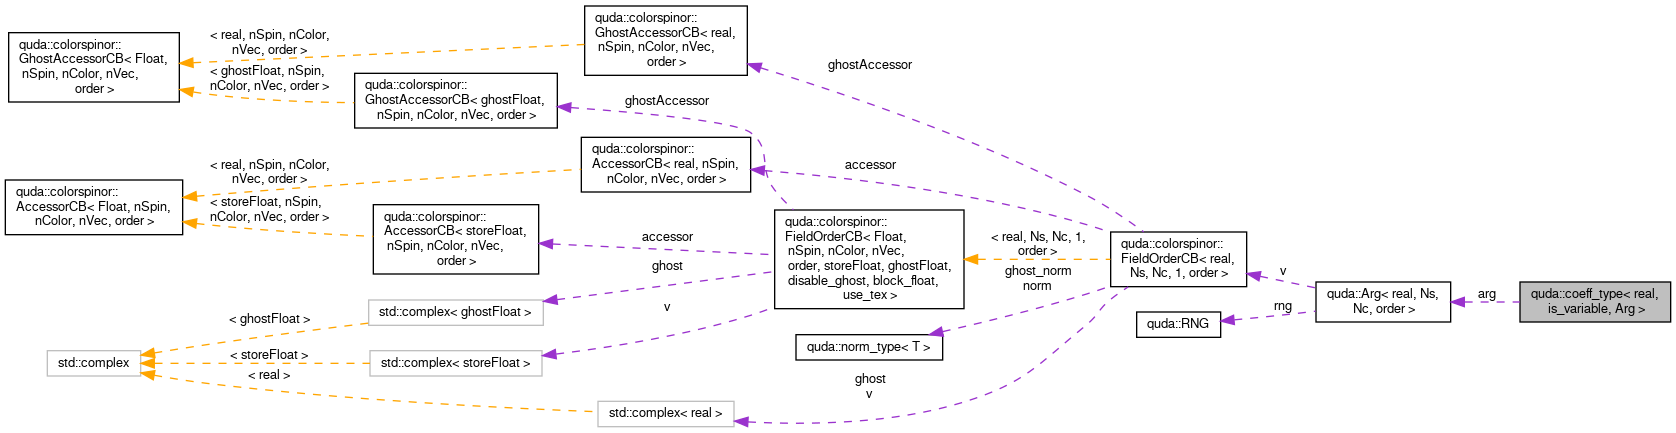 quda::colorspinor::
GhostAccessorCB< Float,
nSpin, nColor, nVec,
order >
< real, nSpin, nColor,
nVec, order >
< ghostFloat, nSpin,
nColor, nVec, order >
quda::colorspinor::
GhostAccessorCB< real,
nSpin, nColor, nVec,
order >
quda::colorspinor::
GhostAccessorCB< ghostFloat,
nSpin, nColor, nVec, order >
ghostAccessor
ghostAccessor
quda::colorspinor::
AccessorCB< Float, nSpin,
nColor, nVec, order >
< real, nSpin, nColor,
nVec, order >
< storeFloat, nSpin,
nColor, nVec, order >
quda::colorspinor::
AccessorCB< real, nSpin,
nColor, nVec, order >
quda::colorspinor::
AccessorCB< storeFloat,
nSpin, nColor, nVec,
order >
accessor
accessor
ghost
v
quda::colorspinor::
FieldOrderCB< Float,
nSpin, nColor, nVec,
order, storeFloat, ghostFloat,
disable_ghost, block_float,
use_tex >
< real, Ns, Nc, 1,
order >
ghost_norm
norm
quda::colorspinor::
FieldOrderCB< real,
Ns, Nc, 1, order >
v
rng
quda::Arg< real, Ns,
Nc, order >
arg
quda::coeff_type< real,
is_variable, Arg >
quda::RNG
quda::norm_type< T >
std::complex< ghostFloat >
std::complex< storeFloat >
std::complex< real >
< ghostFloat >
< storeFloat >
< real >
std::complex
ghost
v